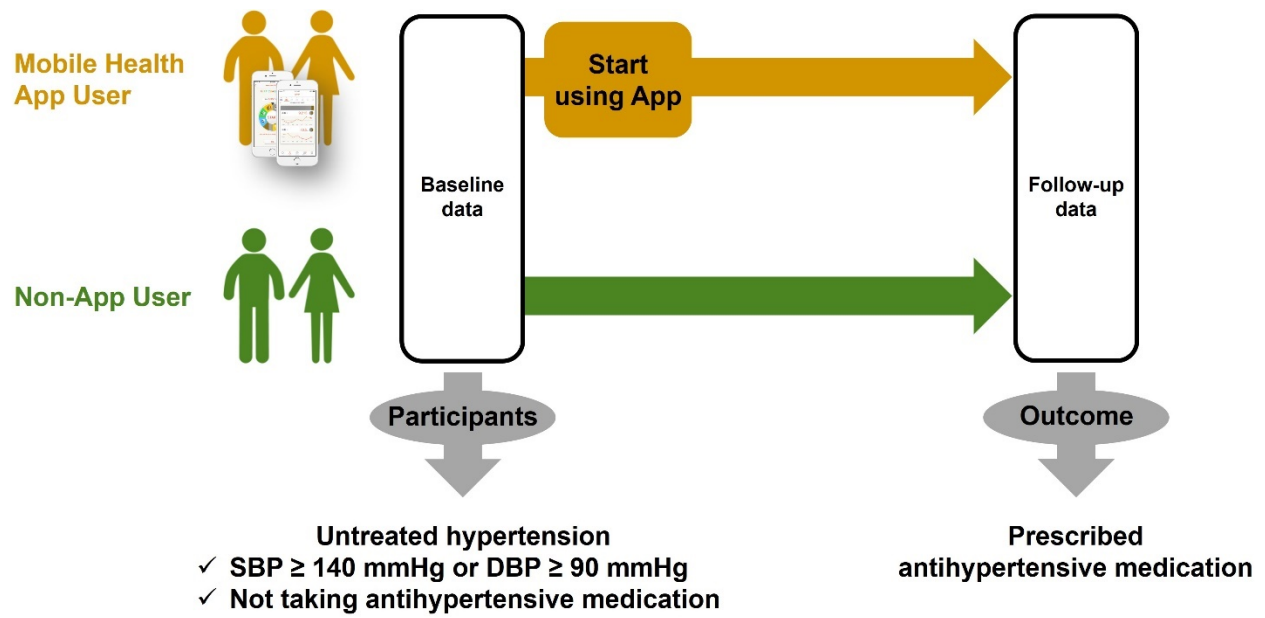 Mobile Health
App User
Start
using App
Baseline
data
Follow-up
data
Non-App User
Participants
Outcome
Untreated hypertension
✓ SBP ≥ 140 mmHg or DBP ≥ 90 mmHg
✓ Not taking antihypertensive medication
Prescribed
antihypertensive medication